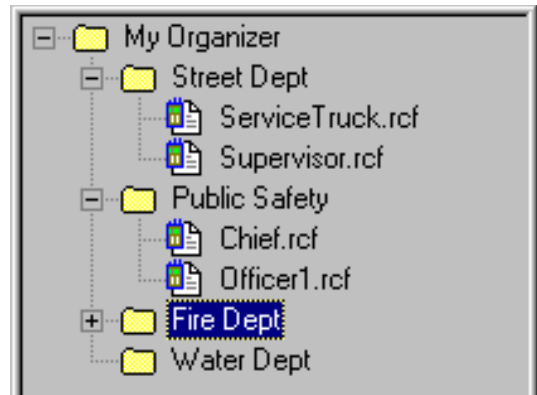 My Organizer
Street Dept
ServiceTruck.rcf
Supervisor.rcf
Public Safety
Chief.rcf
Officer1.rcf
Fire Dept
Water Dept